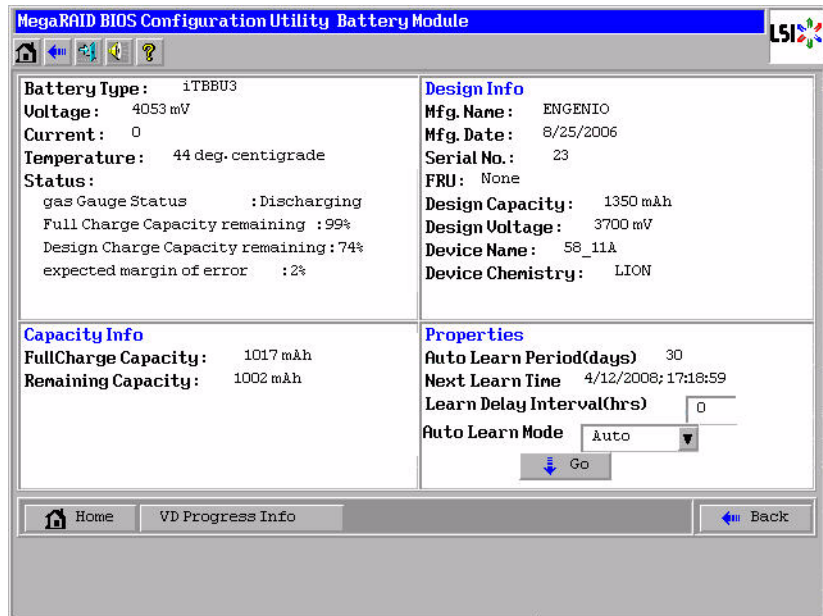 MegaRAID BIOS Configuration Utility Battery Module
LSI
?
Battery Type: iTBBU3
Voltage: 4053 mV
Current: 0
Temperature: 44 deg.centigrade
Status:
gas Gauge Status :Discharging
Full Charge Capacity remaining :99%
Design Charge Capacity remaining:74%
expected margin of error :2%
Design Info
Mfg.Name: ENGENIO
Mfg.Date: 8/25/2006
Serial No.: 23
FRU: None
Design Capacity: 1350 mAh
Design Voltage: 3700 mV
Device Name: 58_11A
Device Chemistry: LION
Capacity Info
FullCharge Capacity: 1017 mAh
Remaining Capacity: 1002 mAh
Properties
Auto Learn Period(days) 30
Next Learn Time 4/12/2008; 17:18:59
Learn Delay Interval(hrs) 0
Auto Learn Mode Auto
Go
Home VD Progress Info Back